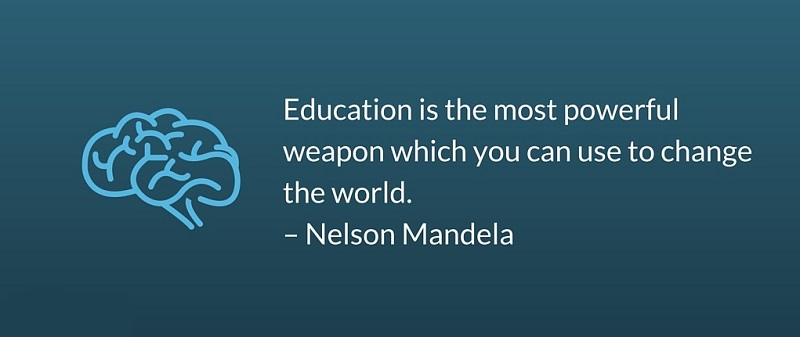 Education is the most powerful
weapon which you can use to change
the world.
– Nelson Mandela